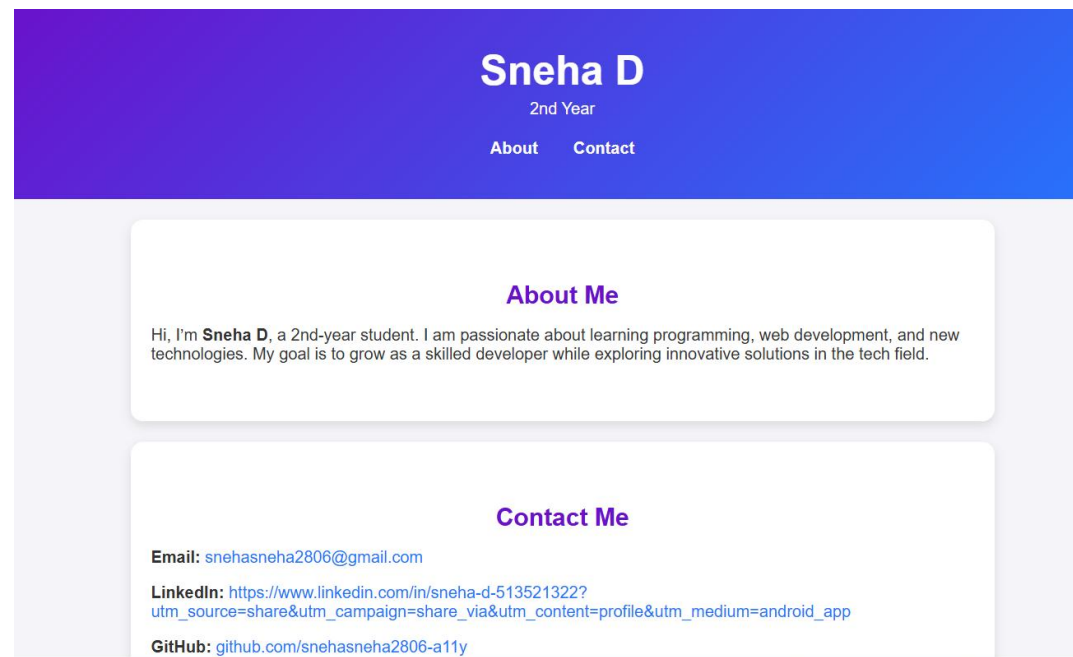 Sneha D
2nd Year
About Contact
About Me
Hi, I’m Sneha D, a 2nd-year student. I am passionate about learning programming, web development, and new
technologies. My goal is to grow as a skilled developer while exploring innovative solutions in the tech field.
Contact Me
Email: snehasneha2806@gmail.com
LinkedIn: https://www.linkedin.com/in/sneha-d-513521322?
utm_source=share&utm_campaign=share_via&utm_content=profile&utm_medium=android_app
GitHub: github.com/snehasneha2806-a11y